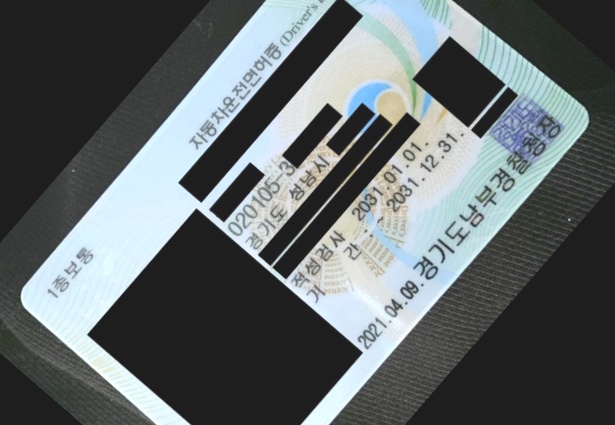 자동차운전면허증 (Driver's
1종보통
020105-3
경기도 성남시
적성검사 2031.01.01.
기 간 : ~ 2031.12.31.
2021.04.09. 경기도남부경찰청장